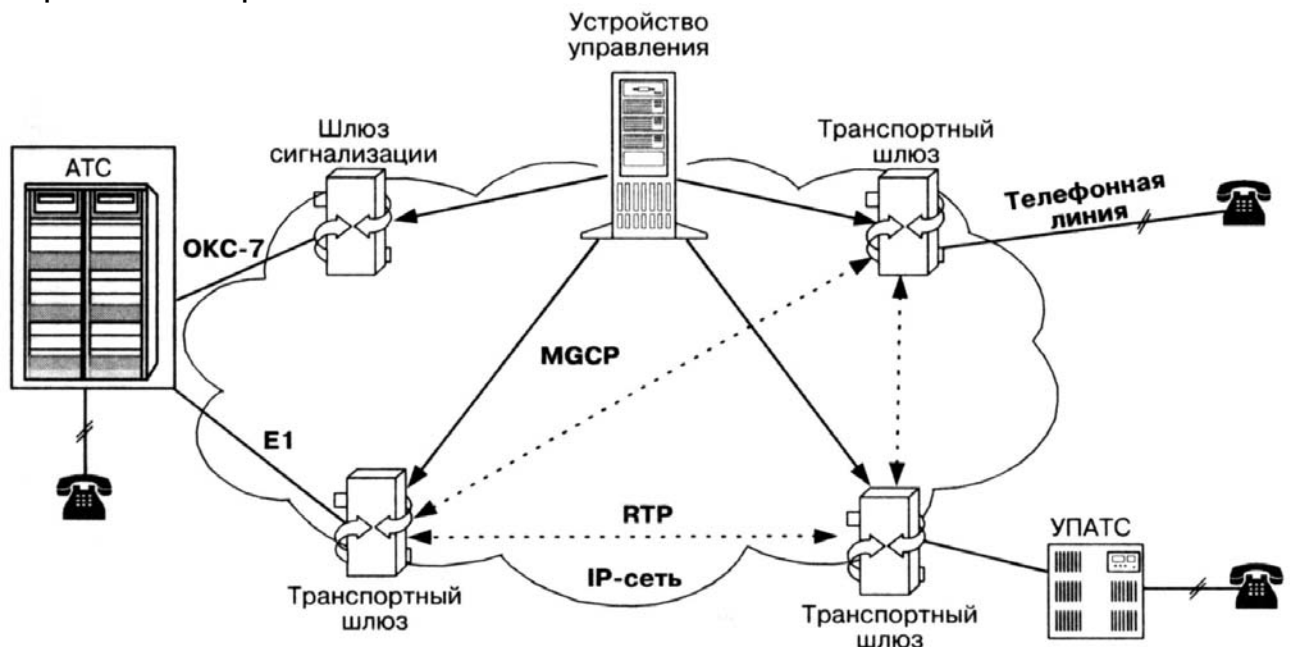 Устройство
управления
Шлюз
сигнализации
Транспортный
шлюз
АТС
Телефонная
линия
ОКС-7
MGCP
E1
RTP
УПАТС
IP-сеть
Транспортный
шлюз
Транспортный
шлюз